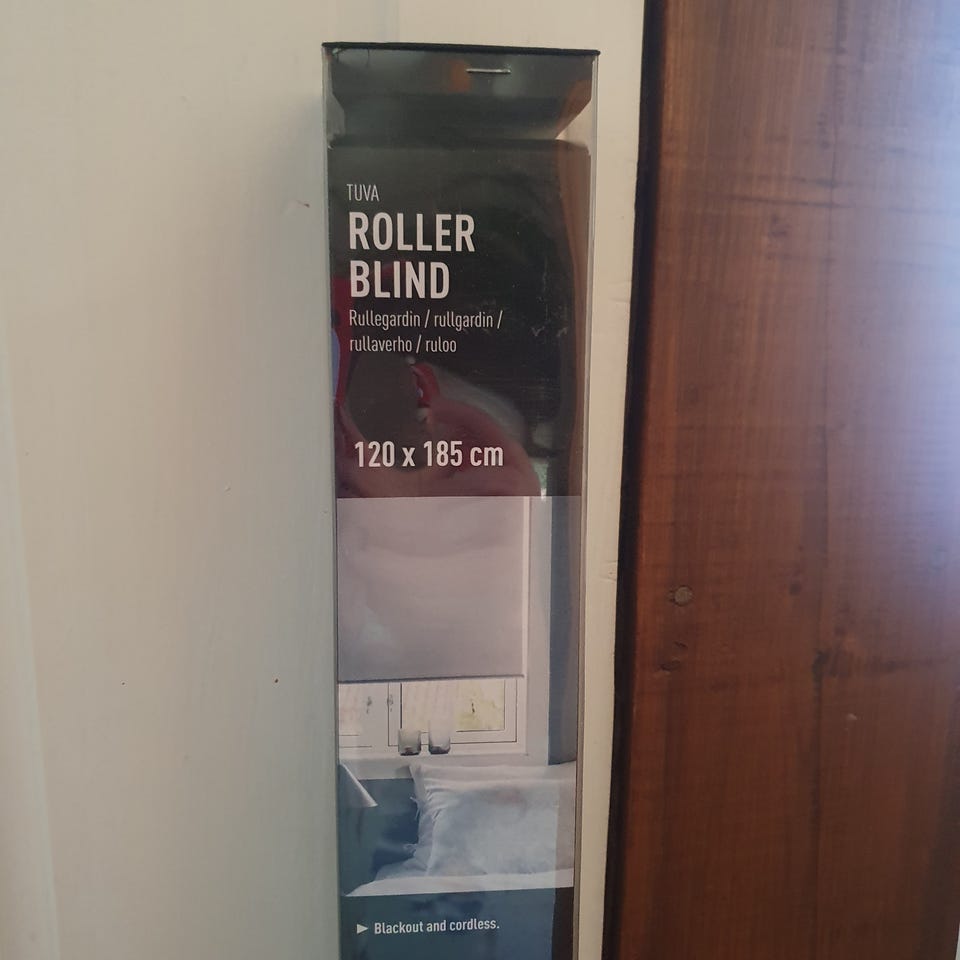 TUVA
ROLLER
BLIND
Rullegardin / rullgardin /
rullaverho / ruloo
120 x 185 cm
► Blackout and cordless.